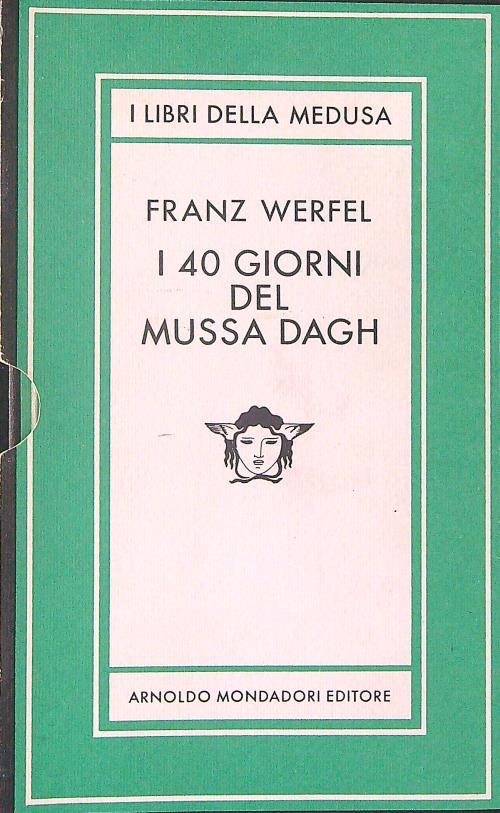 I LIBRI DELLA MEDUSA
FRANZ WERFEL
I 40 GIORNI
DEL
MUSSA DAGH
ARNOLDO MONDADORI EDITORE